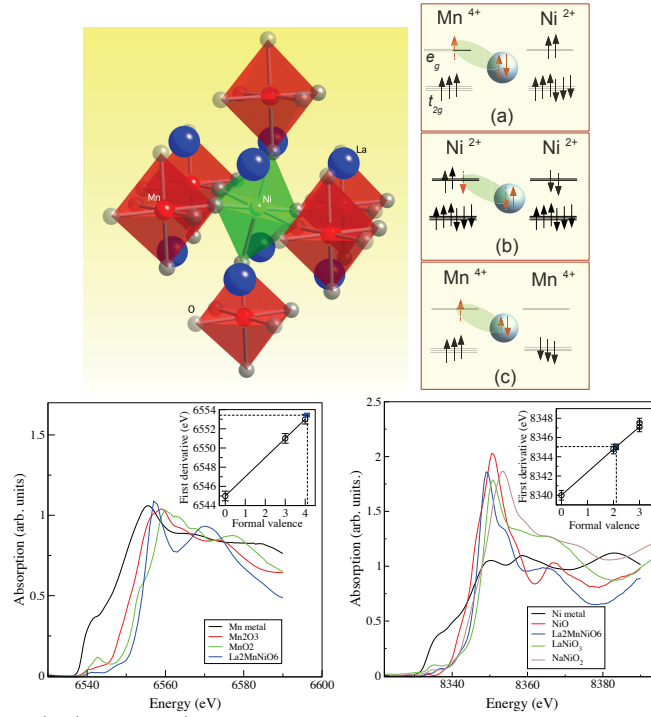 La
Mn
Ni
O
Mn 4+ Ni 2+
eg
t2g
(a)
Ni 2+ Ni 2+
(b)
Mn 4+ Mn 4+
(c)
Absorption (arb. units)
1.5
1
0.5
0
6540 6560 6580 6600
Energy (eV)
First derivative (eV)
6554
6552
6550
6548
6546
6544
0 1 2 3 4
Formal valence
Mn metal
Mn2O3
MnO2
La2MnNiO6
Absorption (arb. units.)
2.5
2
1.5
1
0.5
0
8340 8360 8380
Energy (eV)
First derivative (eV)
8348
8346
8344
8342
8340
0 1 2 3
Formal valence
Ni metal
NiO
La2MnNiO6
LaNiO3
NaNiO2